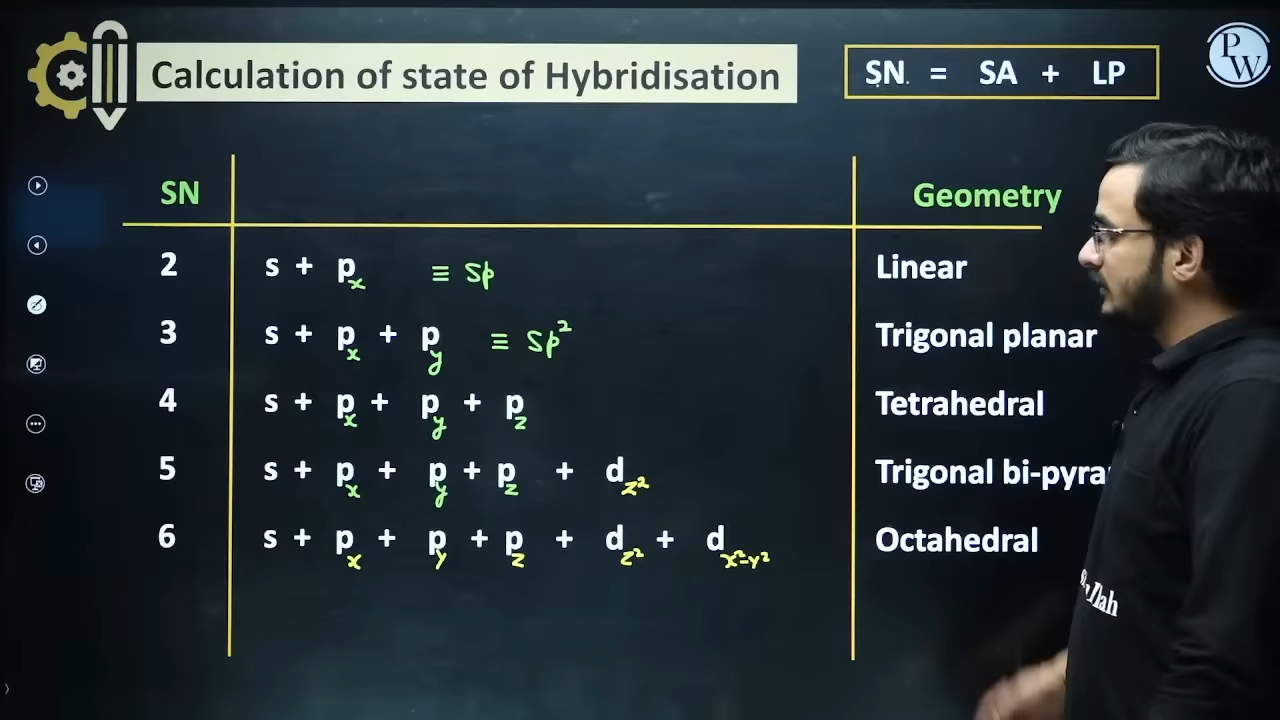 Calculation of state of Hybridisation
SN = SA + LP
PW
SN Geometry
2 s + px ≡ sp Linear
3 s + px + py ≡ sp² Trigonal planar
4 s + px + py + pz Tetrahedral
5 s + px + py + pz + dz² Trigonal bi-pyra
6 s + px + py + pz + dz² + dx²-y² Octahedral